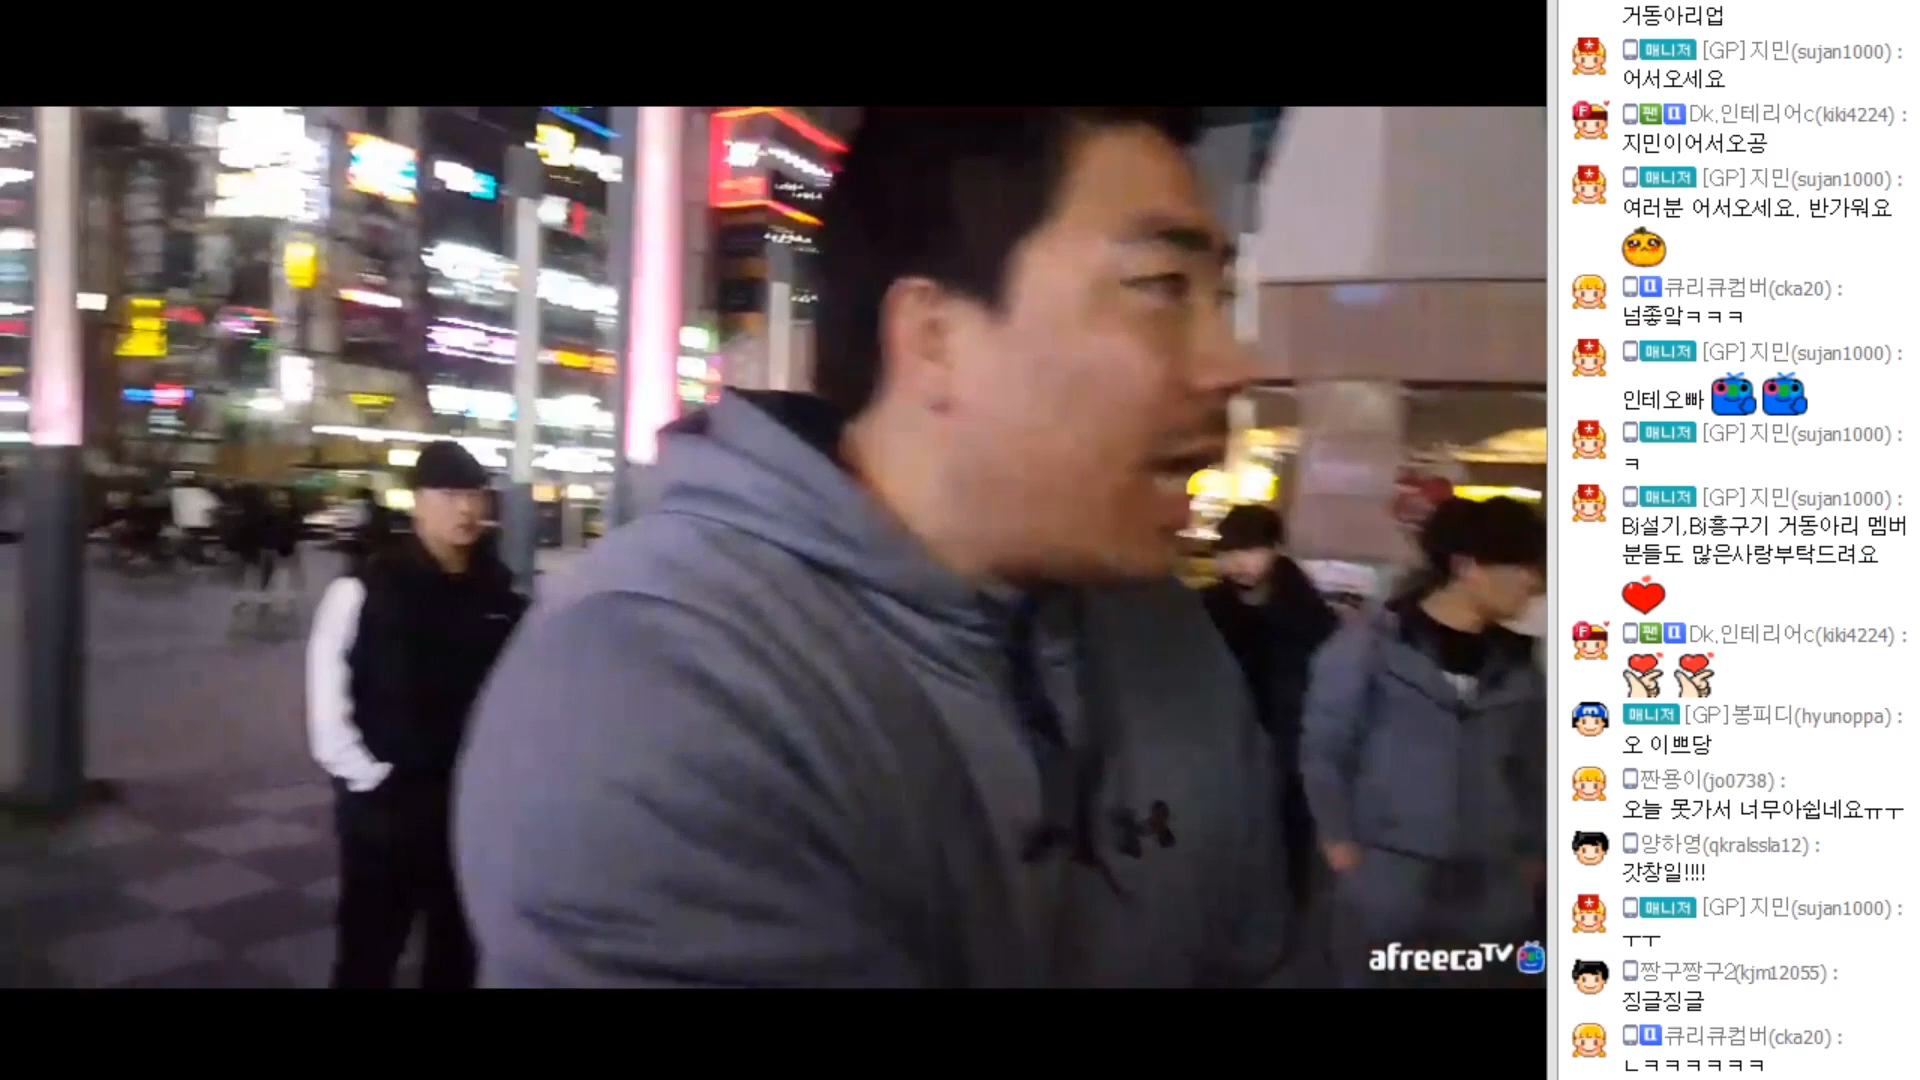 거동아리업
매니저 [GP]지민(sujan1000) :
어서오세요
팬 Dk.인테리어c(kiki4224) :
지민이어서오공
매니저 [GP]지민(sujan1000) :
여러분 어서오세요. 반가워요
큐리큐컴버(cka20) :
넘좋앜ㅋㅋㅋ
매니저 [GP]지민(sujan1000) :
인테오빠
매니저 [GP]지민(sujan1000) :
ㅋ
매니저 [GP]지민(sujan1000) :
Bj설기,Bj흥구기 거동아리 멤버
분들도 많은사랑부탁드려요
팬 Dk.인테리어c(kiki4224) :
매니저 [GP]봉피디(hyunoppa) :
오 이쁘당
짠용이(jo0738) :
오늘 못가서 너무아쉽네요ㅠㅜ
양하영(qkralssla12) :
갓창일!!!!
매니저 [GP]지민(sujan1000) :
ㅜㅜ
짱구짱구2(kjm12055) :
징글징글
큐리큐컴버(cka20) :
ㄴㅋㅋㅋㅋㅋㅋ
afreecaTV